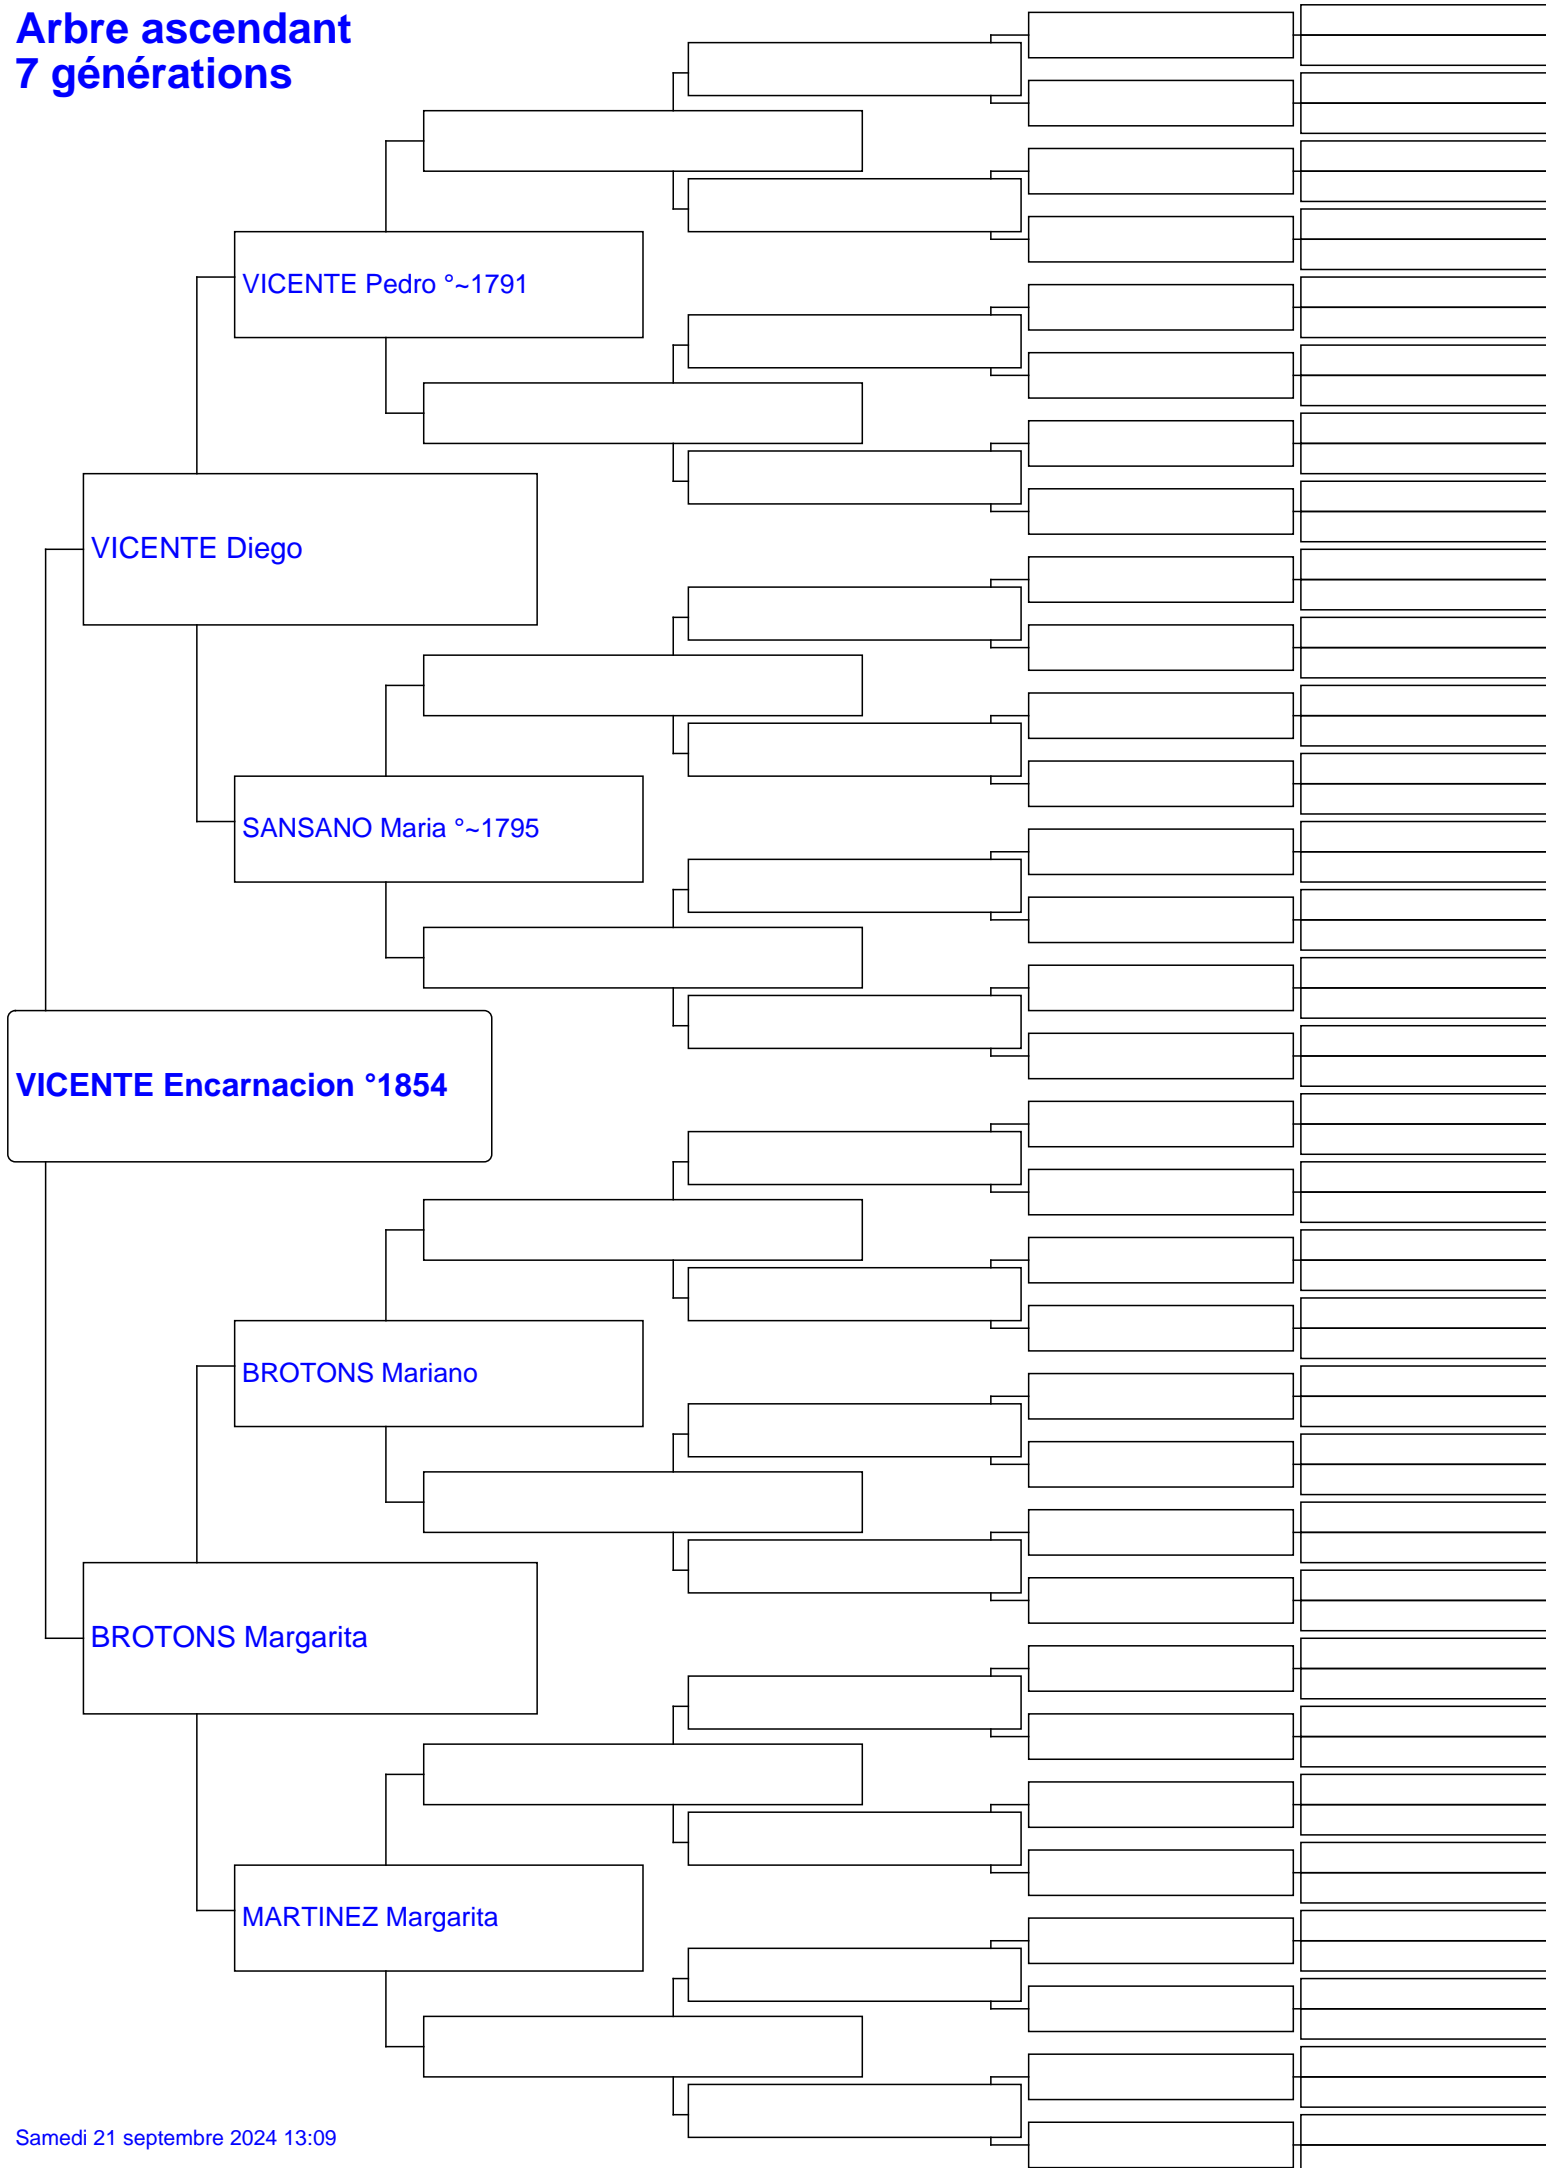 Arbre ascendant
7 générations
VICENTE Pedro °~1791
VICENTE Diego
SANSANO Maria °~1795
VICENTE Encarnacion °1854
BROTONS Mariano
BROTONS Margarita
MARTINEZ Margarita
Samedi 21 septembre 2024 13:09